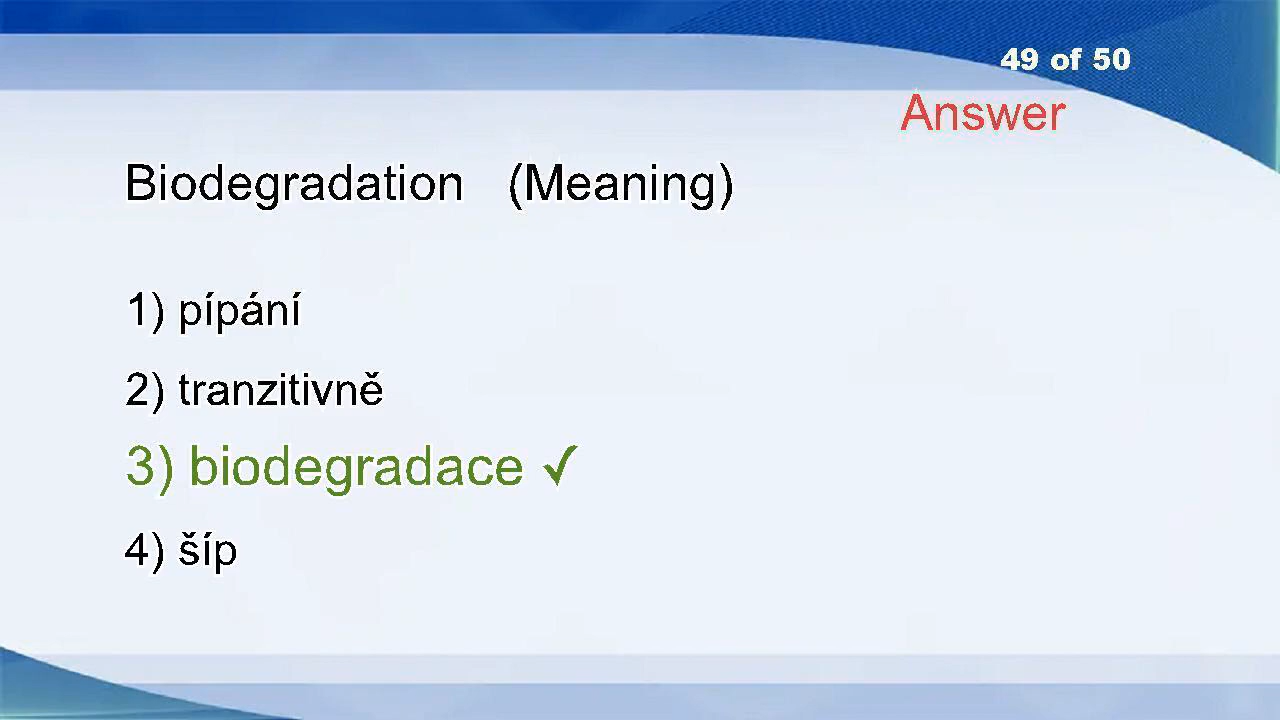 49 of 50
Answer
Biodegradation (Meaning)
1) pípání
2) tranzitivně
3) biodegradace ✓
4) šíp